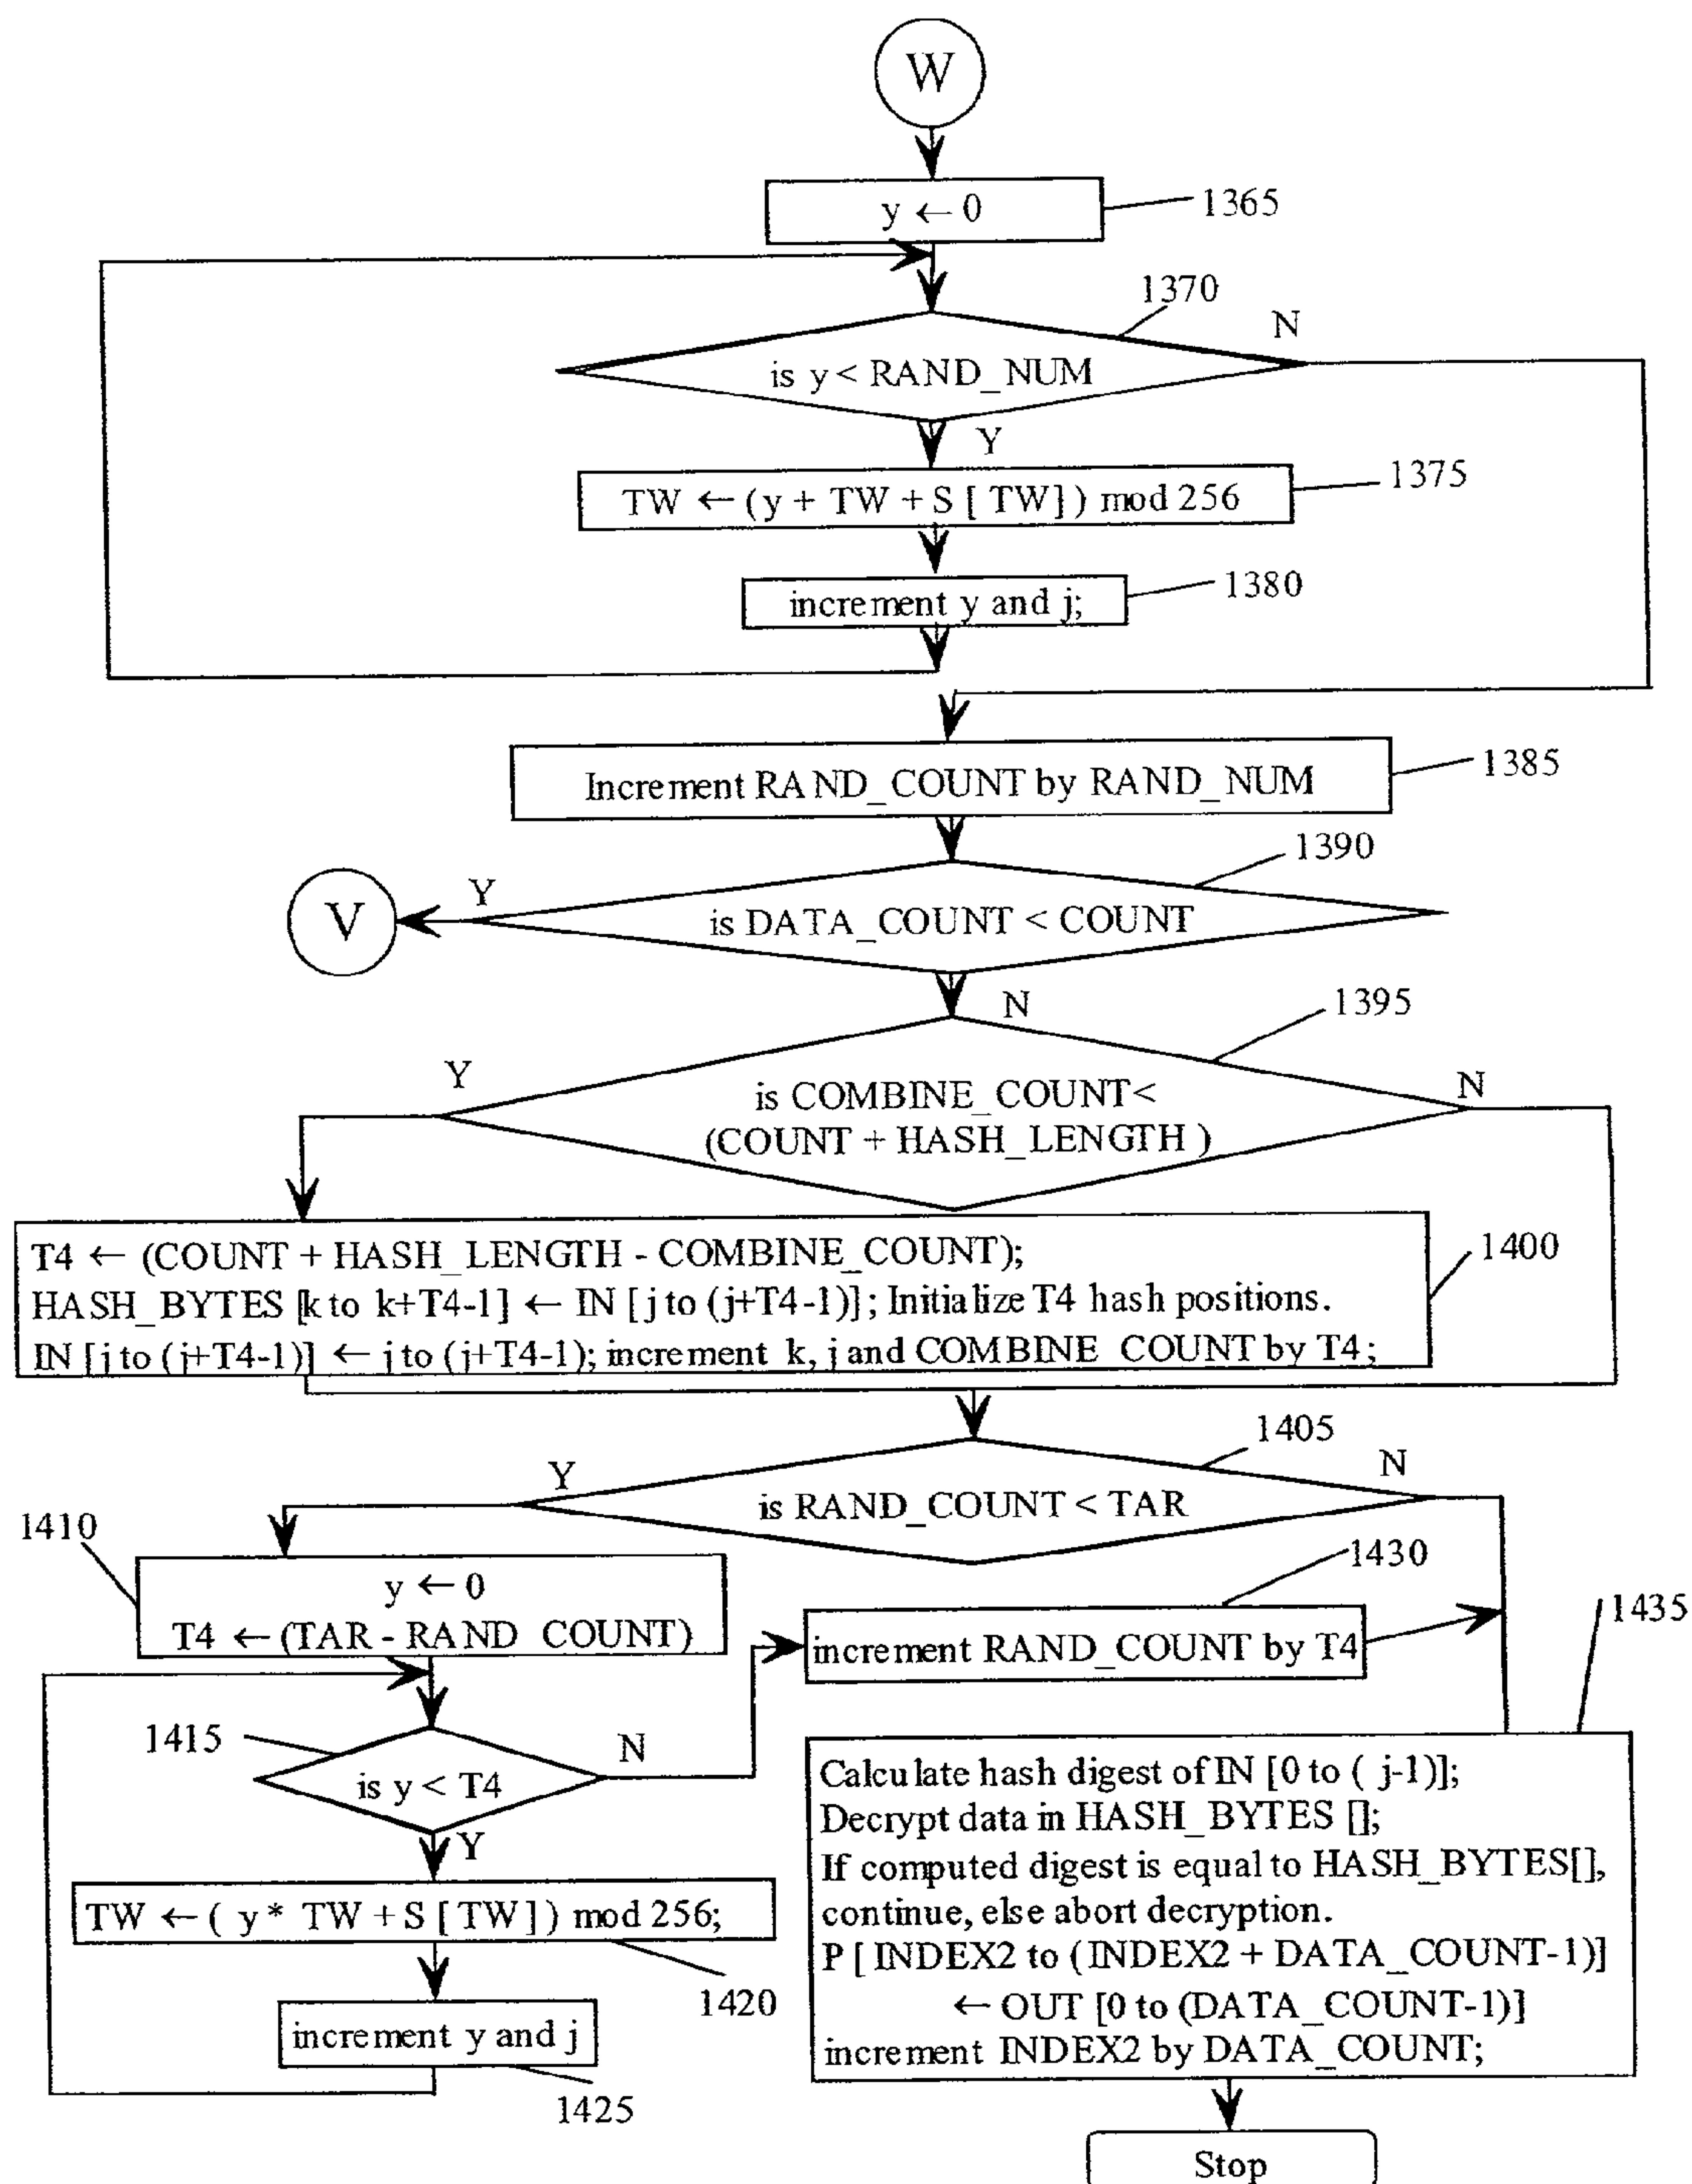 W
y ← 0
1365
1370
N
is y < RAND_NUM
Y
TW ← (y + TW + S [ TW] ) mod 256
1375
increment y and j;
1380
Increment RAND_COUNT by RAND_NUM
1385
1390
V
Y
is DATA_COUNT < COUNT
N
1395
Y
is COMBINE_COUNT<
(COUNT + HASH_LENGTH )
N
T4 ← (COUNT + HASH_LENGTH - COMBINE_COUNT);
HASH_BYTES [k to k+T4-1] ← IN [j to (j+T4-1)]; Initialize T4 hash positions.
IN [j to (j+T4-1)] ← j to (j+T4-1); increment k, j and COMBINE_COUNT by T4;
1400
1405
Y
is RAND_COUNT < TAR
N
1410
y ← 0
T4 ← (TAR - RAND_COUNT)
1430
increment RAND_COUNT by T4
1435
1415
is y < T4
N
Y
TW ← ( y* TW + S [TW] ) mod 256;
1420
increment y and j
1425
Calculate hash digest of IN [0 to ( j-1)];
Decrypt data in HASH_BYTES [];
If computed digest is equal to HASH_BYTES[],
continue, else abort decryption.
P [ INDEX2 to (INDEX2 + DATA_COUNT-1)]
← OUT [0 to (DATA_COUNT-1)]
increment INDEX2 by DATA_COUNT;
Stop